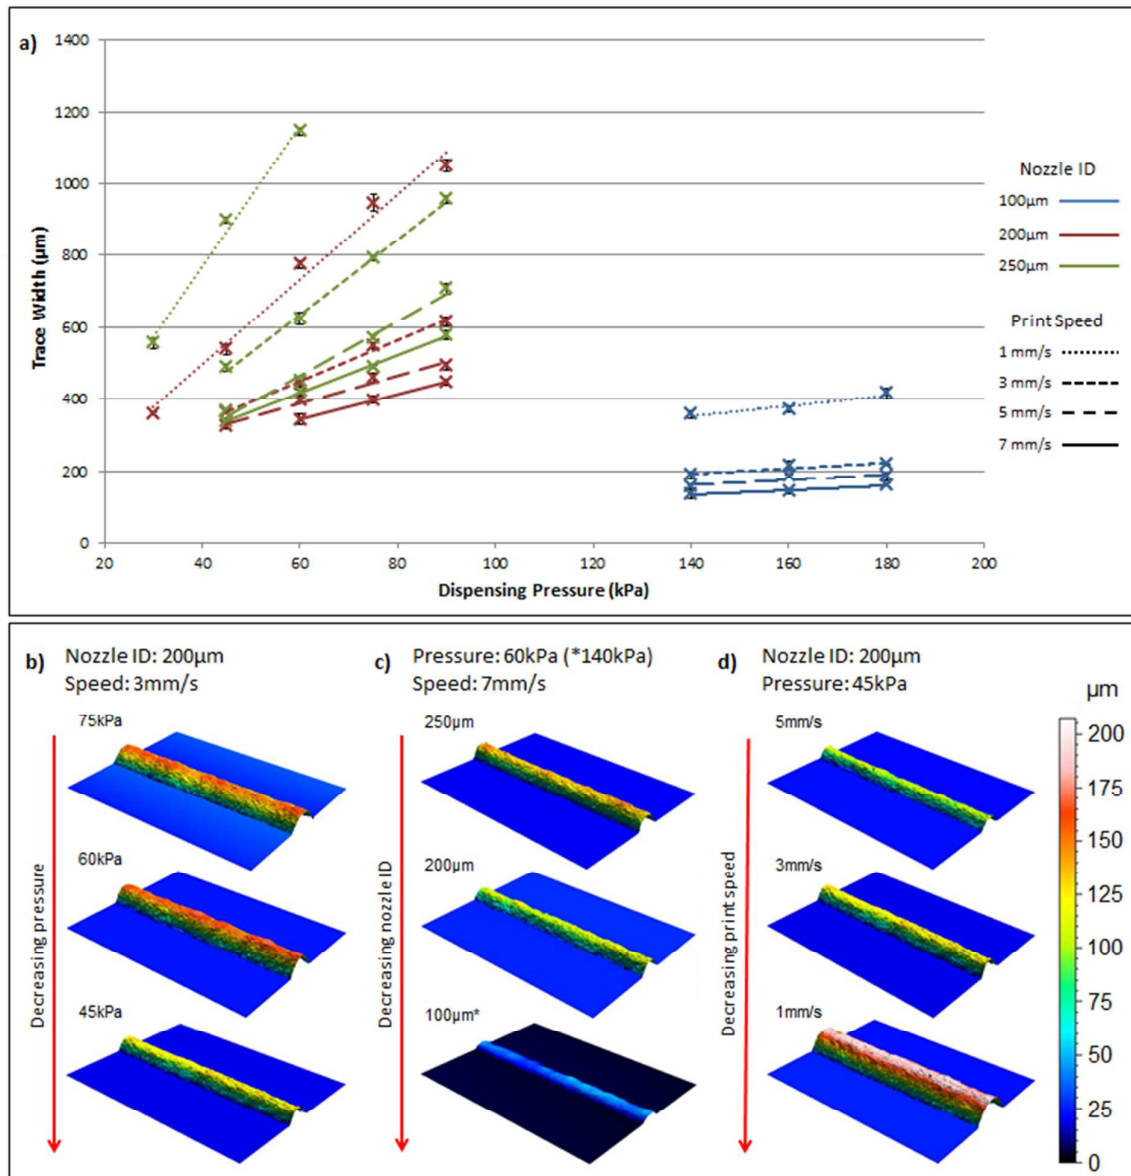 a)
1400
1200
1000
800
600
400
200
0
Trace Width (µm)
20 40 60 80 100 120 140 160 180 200
Dispensing Pressure (kPa)
Nozzle ID
100µm
200µm
250µm
Print Speed
1 mm/s
3 mm/s
5 mm/s
7 mm/s
b) Nozzle ID: 200µm
Speed: 3mm/s
75kPa
60kPa
45kPa
Decreasing pressure
c) Pressure: 60kPa (*140kPa)
Speed: 7mm/s
250µm
200µm
100µm*
Decreasing nozzle ID
d) Nozzle ID: 200µm
Pressure: 45kPa
5mm/s
3mm/s
1mm/s
Decreasing print speed
µm
200
175
150
125
100
75
50
25
0